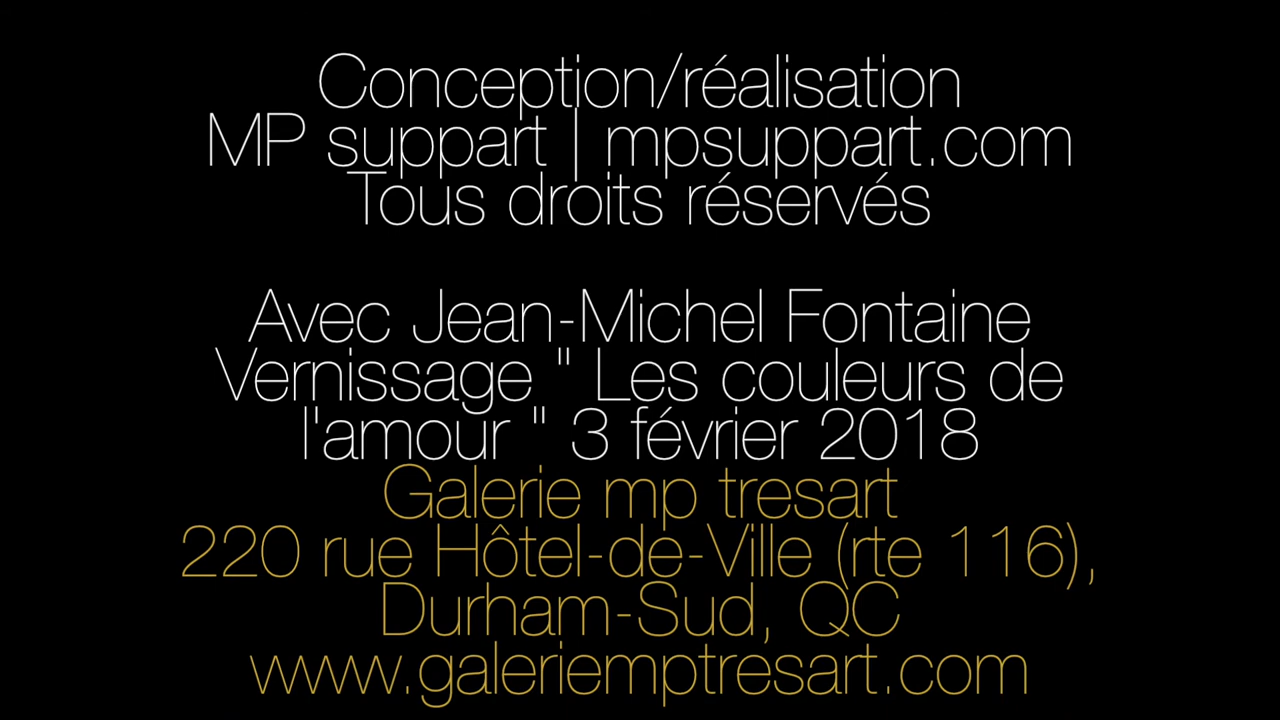 Conception/réalisation
MP suppart | mpsuppart.com
Tous droits réservés
Avec Jean-Michel Fontaine
Vernissage " Les couleurs de
l'amour " 3 février 2018
Galerie mp tresart
220 rue Hôtel-de-Ville (rte 116),
Durham-Sud, QC
www.galeriemptresart.com